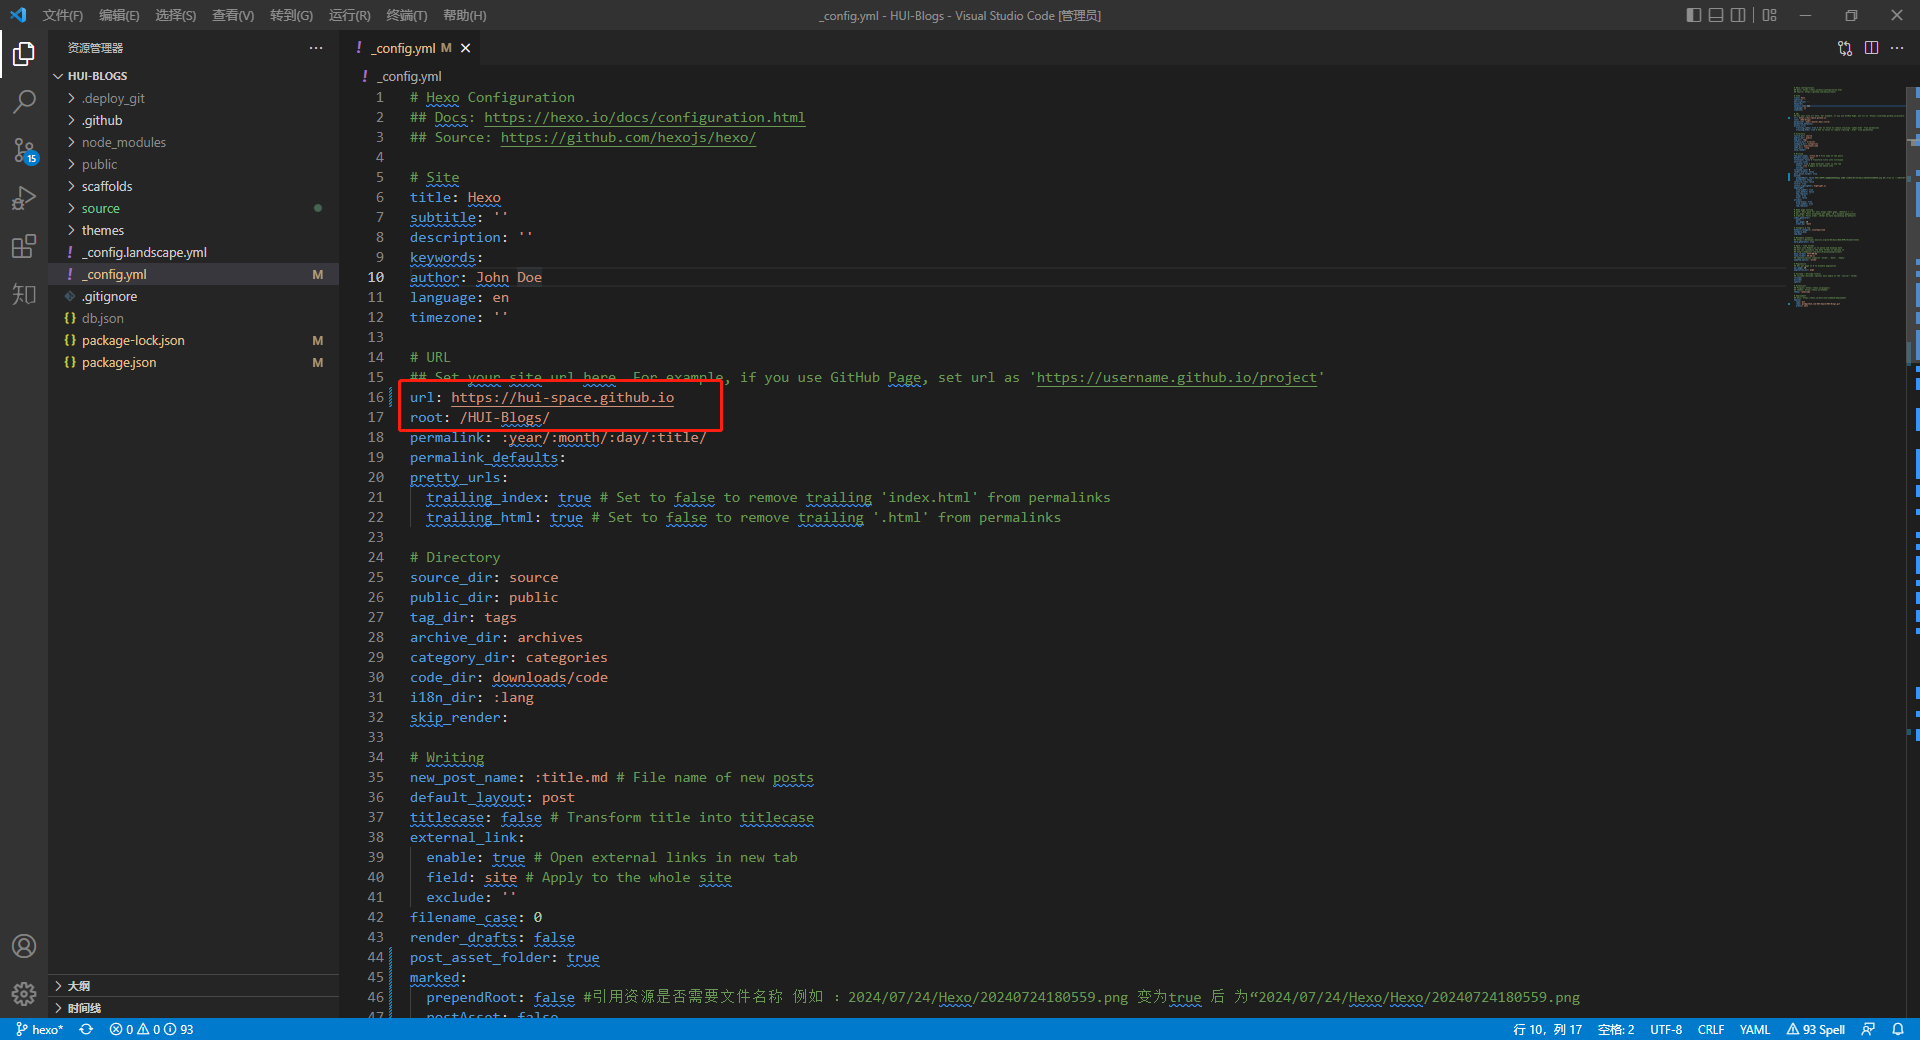 文件(F) 编辑(E) 选择(S) 查看(V) 转到(G) 运行(R) 终端(T) 帮助(H)
_config.yml - HUI-Blogs - Visual Studio Code [管理员]
资源管理器
HUI-BLOGS
.deploy_git
.github
node_modules
public
scaffolds
source
themes
! _config.landscape.yml
! _config.yml M
.gitignore
{} db.json
{} package-lock.json M
{} package.json M
15
知
大纲
时间线
! _config.yml M
! _config.yml
1 # Hexo Configuration
2 ## Docs: https://hexo.io/docs/configuration.html
3 ## Source: https://github.com/hexojs/hexo/
4
5 # Site
6 title: Hexo
7 subtitle: ''
8 description: ''
9 keywords:
10 author: John Doe
11 language: en
12 timezone: ''
13
14 # URL
15 ## Set your site url here. For example, if you use GitHub Page, set url as 'https://username.github.io/project'
16 url: https://hui-space.github.io
17 root: /HUI-Blogs/
18 permalink: :year/:month/:day/:title/
19 permalink_defaults:
20 pretty_urls:
21 trailing_index: true # Set to false to remove trailing 'index.html' from permalinks
22 trailing_html: true # Set to false to remove trailing '.html' from permalinks
23
24 # Directory
25 source_dir: source
26 public_dir: public
27 tag_dir: tags
28 archive_dir: archives
29 category_dir: categories
30 code_dir: downloads/code
31 i18n_dir: :lang
32 skip_render:
33
34 # Writing
35 new_post_name: :title.md # File name of new posts
36 default_layout: post
37 titlecase: false # Transform title into titlecase
38 external_link:
39 enable: true # Open external links in new tab
40 field: site # Apply to the whole site
41 exclude: ''
42 filename_case: 0
43 render_drafts: false
44 post_asset_folder: true
45 marked:
46 prependRoot: false #引用资源是否需要文件名称 例如 : 2024/07/24/Hexo/20240724180559.png 变为true 后 为“2024/07/24/Hexo/Hexo/20240724180559.png
47 postAsset: false
hexo* 0 0 93
行 10, 列 17 空格: 2 UTF-8 CRLF YAML 93 Spell